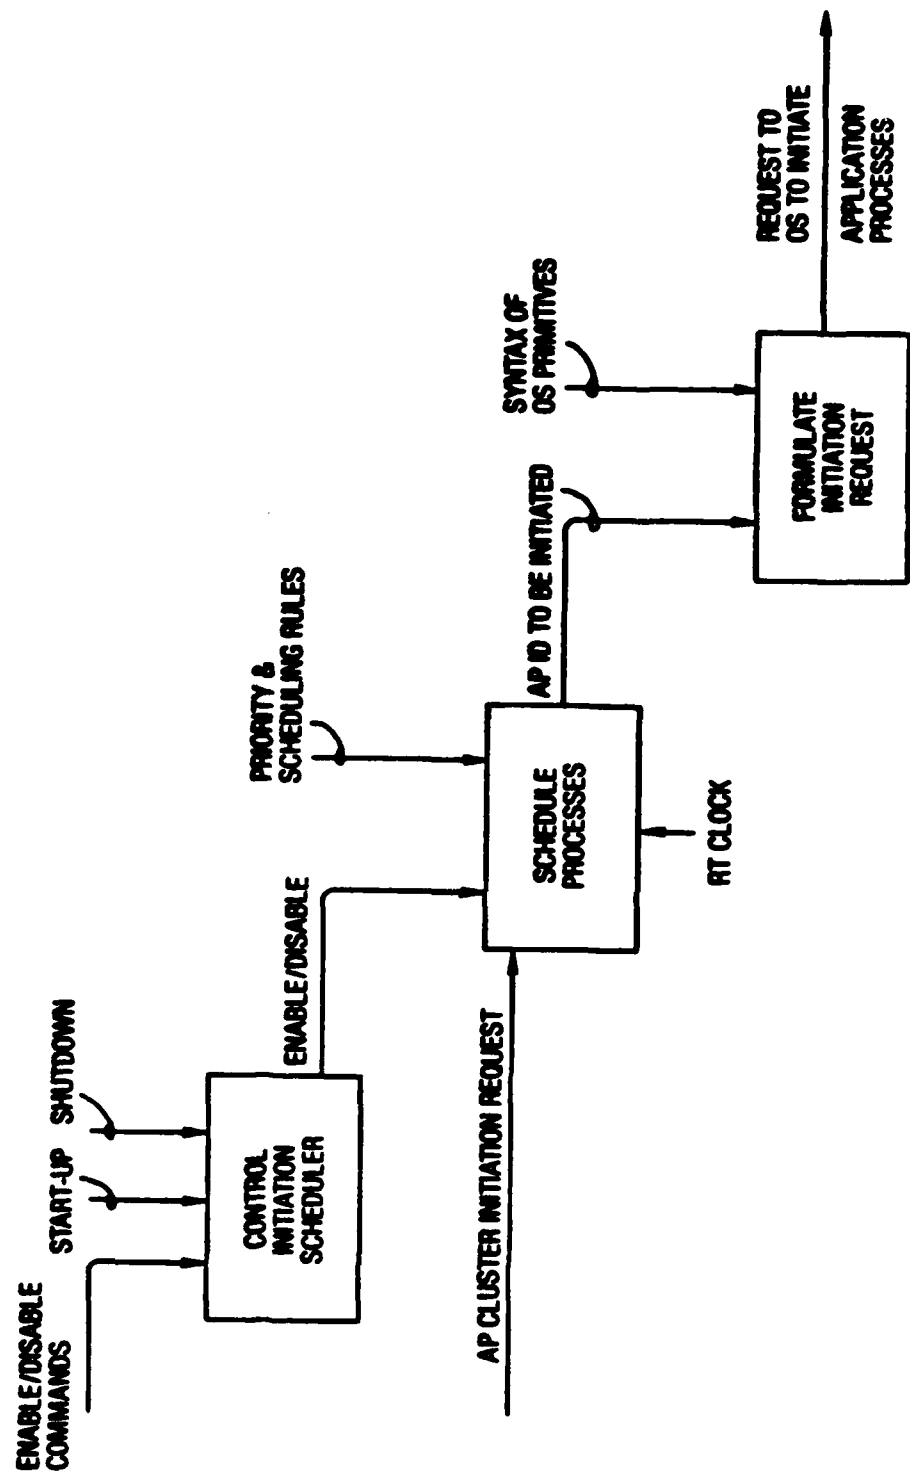 ENABLE/DISABLE
COMMANDS
START-UP
SHUTDOWN
CONTROL
INITIATION
SCHEDULER
ENABLE/DISABLE
PRIORITY &
SCHEDULING RULES
AP CLUSTER INITIATION REQUEST
SCHEDULE
PROCESSES
RT CLOCK
AP ID TO BE INITIATED
SYNTAX OF
OS PRIMITIVES
FORMULATE
INITIATION
REQUEST
REQUEST TO
OS TO INITIATE
APPLICATION
PROCESSES